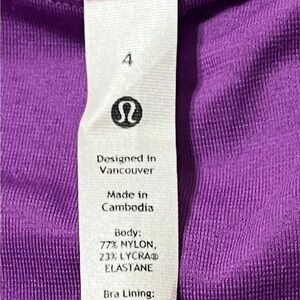 4
Designed in
Vancouver
Made in
Cambodia
Body:
77% NYLON,
23% LYCRA®
ELASTANE
Bra Lining: